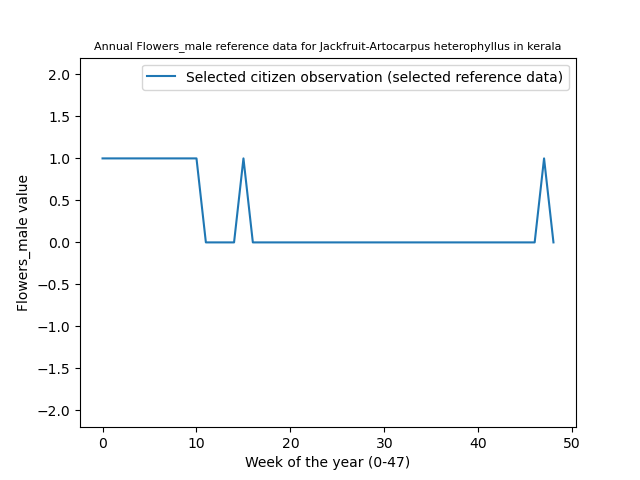 Annual Flowers_male reference data for Jackfruit-Artocarpus heterophyllus in kerala
Selected citizen observation (selected reference data)
2.0
1.5
1.0
0.5
0.0
−0.5
−1.0
−1.5
−2.0
Flowers_male value
0 10 20 30 40 50
Week of the year (0-47)